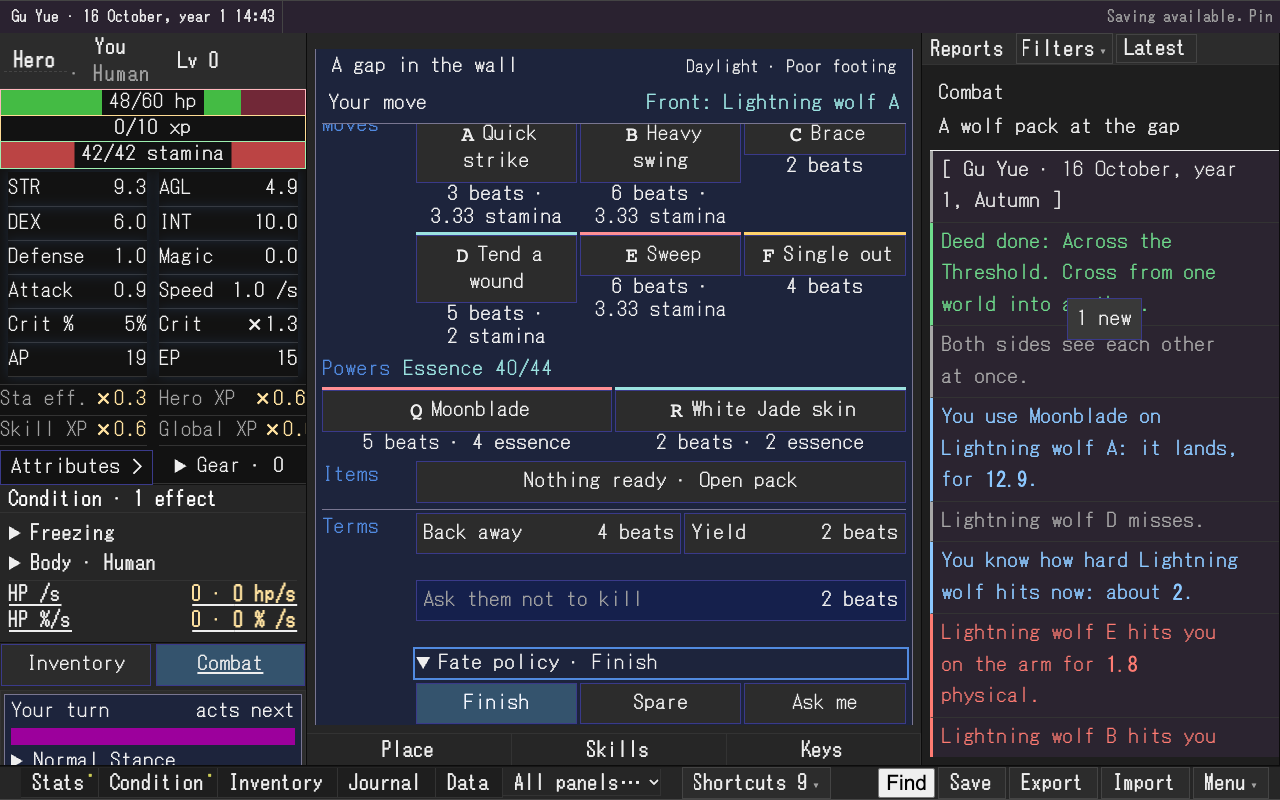 Gu Yue · 16 October, year 1 14:43
Saving available. Pin
Hero · You Human Lv 0
48/60 hp
0/10 xp
42/42 stamina
STR 9.3 AGL 4.9
DEX 6.0 INT 10.0
Defense 1.0 Magic 0.0
Attack 0.9 Speed 1.0 /s
Crit % 5% Crit ×1.3
AP 19 EP 15
Sta eff. ×0.3 Hero XP ×0.6
Skill XP ×0.6 Global XP ×0.
Attributes > ▶ Gear · 0
Condition · 1 effect
▶ Freezing
▶ Body · Human
HP /s 0 · 0 hp/s
HP %/s 0 · 0 % /s
Inventory Combat
Your turn acts next
▶ Normal Stance
A gap in the wall Daylight · Poor footing
Your move Front: Lightning wolf A
Moves
A Quick strike
3 beats · 3.33 stamina
B Heavy swing
6 beats · 3.33 stamina
C Brace
2 beats
D Tend a wound
5 beats · 2 stamina
E Sweep
6 beats · 3.33 stamina
F Single out
4 beats
Powers Essence 40/44
Q Moonblade
5 beats · 4 essence
R White Jade skin
2 beats · 2 essence
Items
Nothing ready · Open pack
Terms
Back away 4 beats
Yield 2 beats
Ask them not to kill 2 beats
▼ Fate policy · Finish
Finish Spare Ask me
Place Skills Keys
Reports Filters▾ Latest
Combat
A wolf pack at the gap
[ Gu Yue · 16 October, year
1, Autumn ]
Deed done: Across the
Threshold. Cross from one
world into
1 new
Both sides see each other
at once.
You use Moonblade on
Lightning wolf A: it lands,
for 12.9.
Lightning wolf D misses.
You know how hard Lightning
wolf hits now: about 2.
Lightning wolf E hits you
on the arm for 1.8
physical.
Lightning wolf B hits you
Stats Condition Inventory Journal Data All panels⋯ Shortcuts 9▾ Find Save Export Import Menu▾